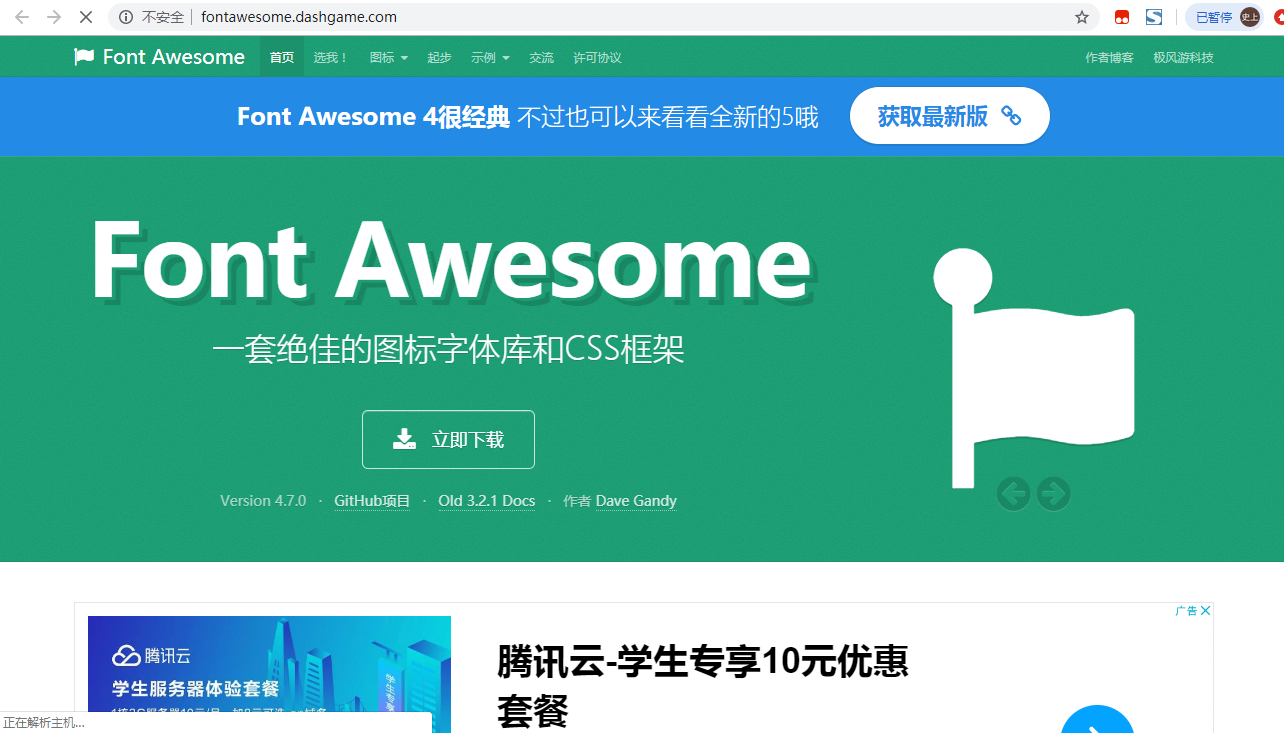 不安全 fontawesome.dashgame.com
已暂停 史上
Font Awesome 首页 选我！ 图标 起步 示例 交流 许可协议 作者博客 极风游科技
Font Awesome 4很经典 不过也可以来看看全新的5哦 获取最新版
Font Awesome
一套绝佳的图标字体库和CSS框架
立即下载
Version 4.7.0 · GitHub项目 · Old 3.2.1 Docs · 作者 Dave Gandy
广告
腾讯云
学生服务器体验套餐
学生专享
腾讯云-学生专享10元优惠
套餐
正在解析主机...